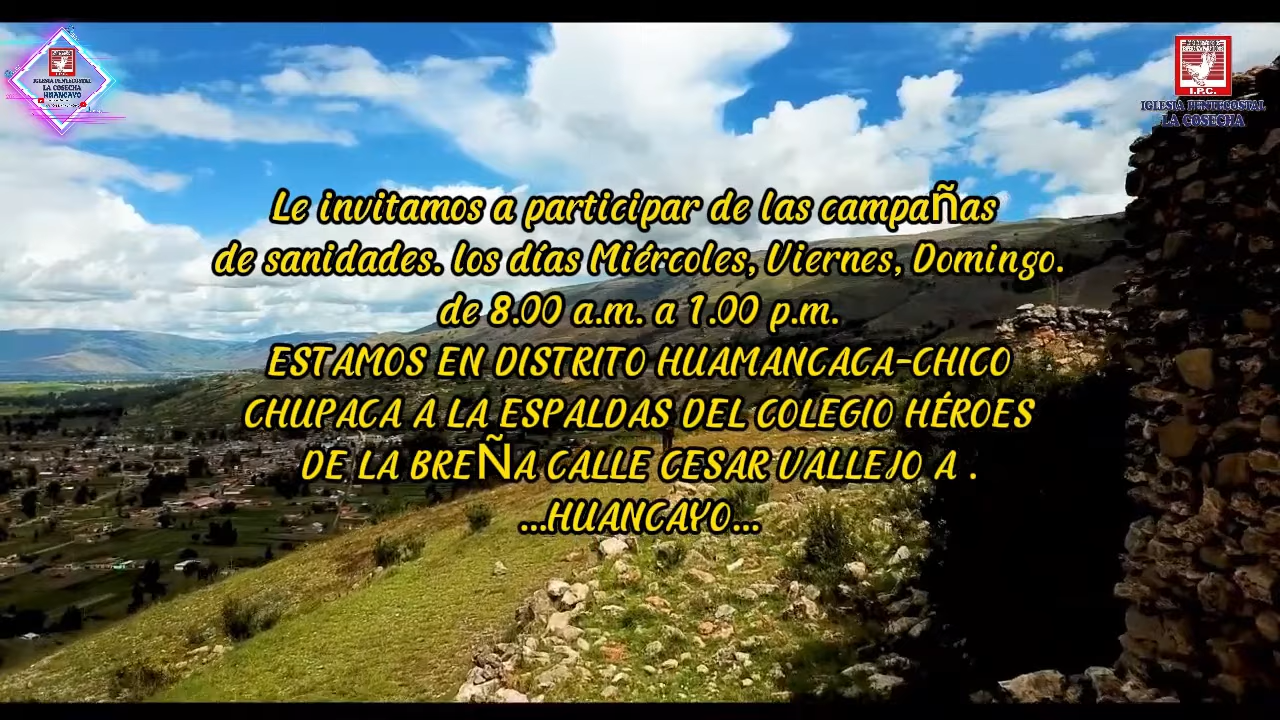 IGLESIA PENTECOSTAL
LA COSECHA
HUANCAYO
I.P.C.
IGLESIA PENTECOSTAL
LA COSECHA
Le invitamos a participar de las campañas
de sanidades. los días Miércoles, Viernes, Domingo.
de 8.00 a.m. a 1.00 p.m.
ESTAMOS EN DISTRITO HUAMANCACA-CHICO
CHUPACA A LA ESPALDAS DEL COLEGIO HÉROES
DE LA BREÑA CALLE CESAR VALLEJO A .
...HUANCAYO...